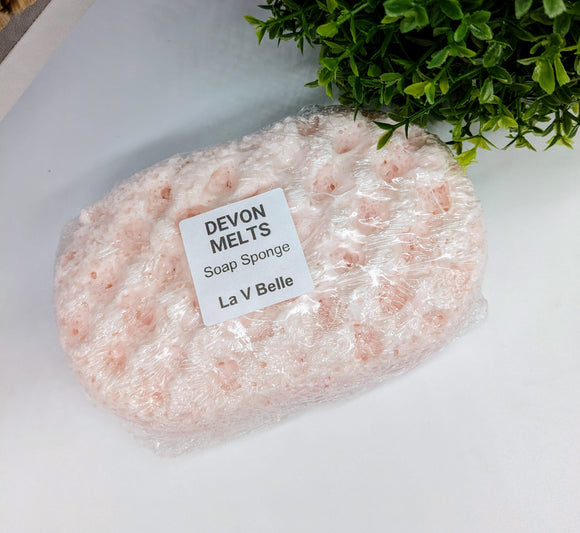 DEVON
MELTS
Soap Sponge
La V Belle